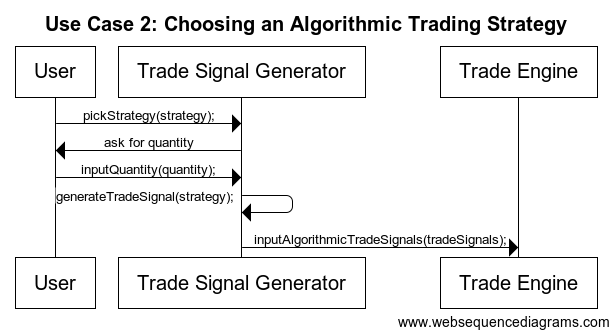 Use Case 2: Choosing an Algorithmic Trading Strategy
User
Trade Signal Generator
Trade Engine
pickStrategy(strategy);
ask for quantity
inputQuantity(quantity);
generateTradeSignal(strategy);
inputAlgorithmicTradeSignals(tradeSignals);
User
Trade Signal Generator
Trade Engine
www.websequencediagrams.com